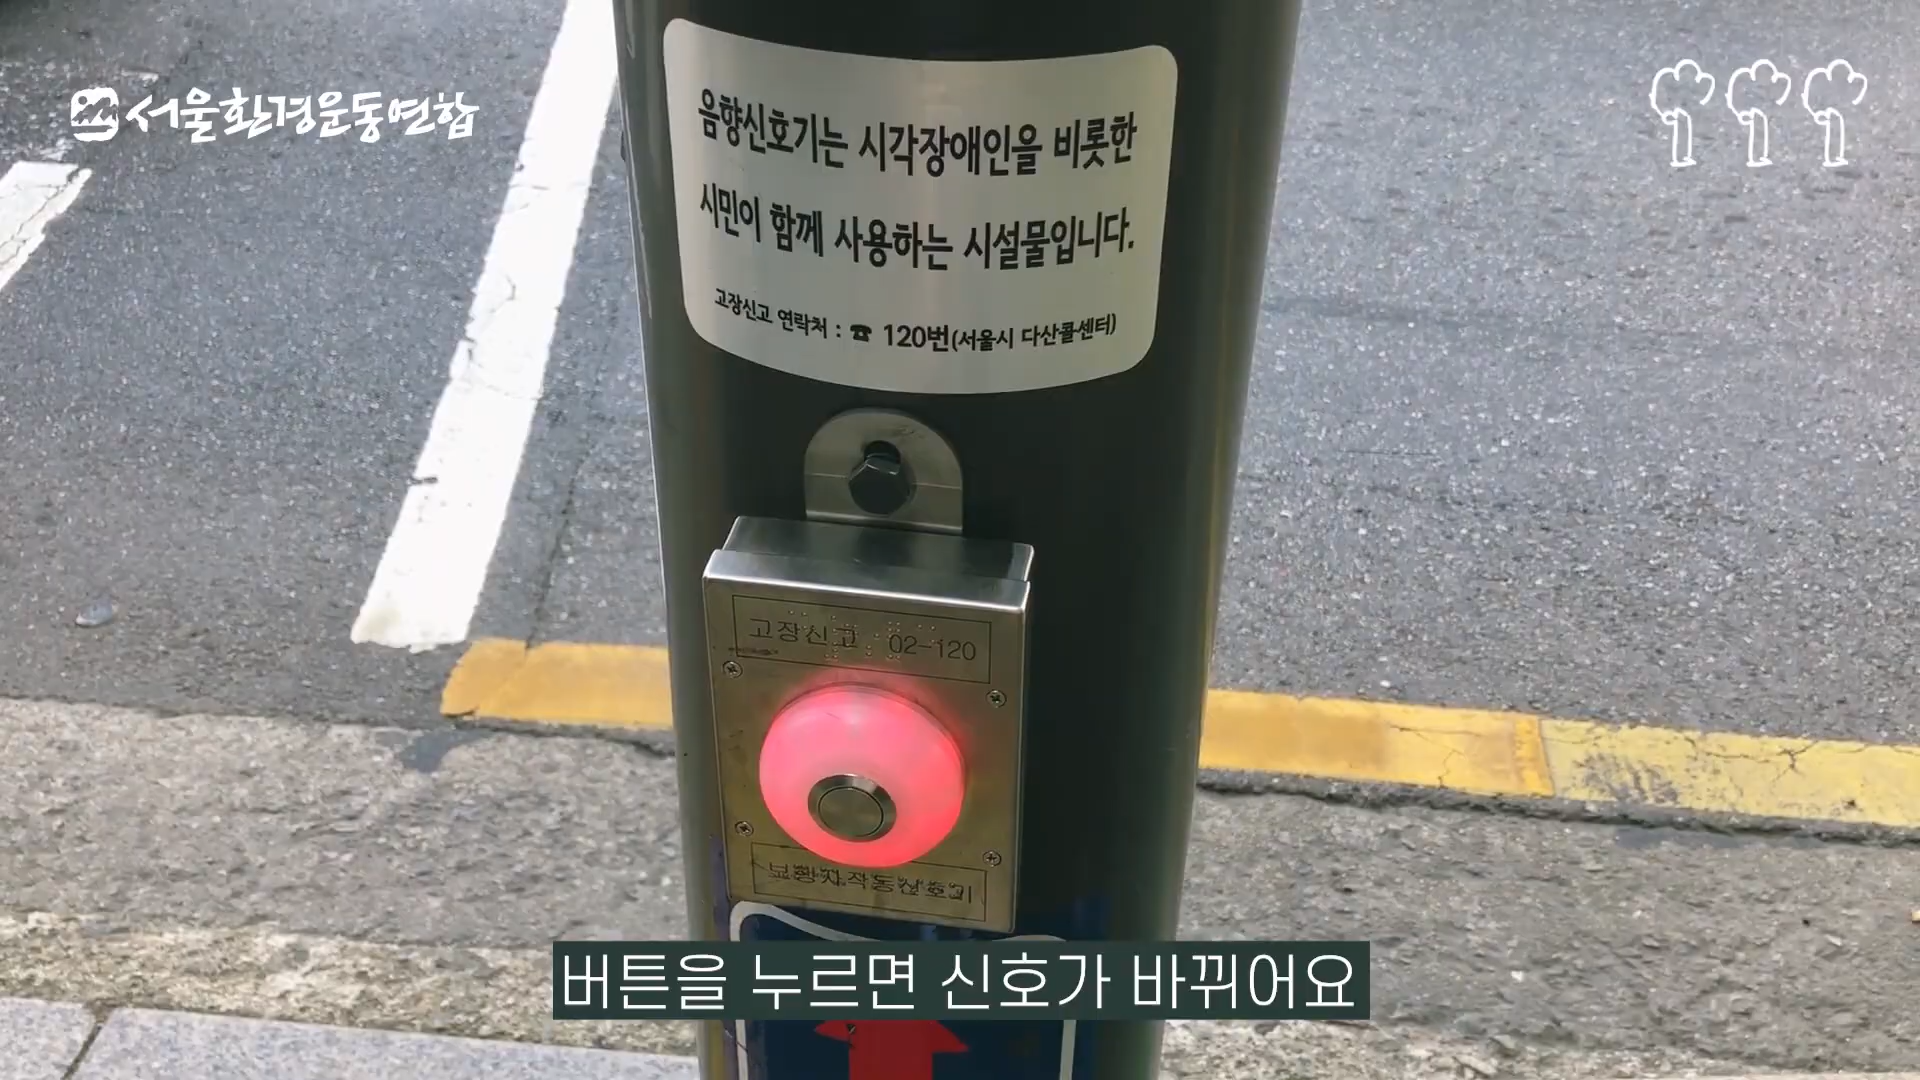 서울환경운동연합
음향신호기는 시각장애인을 비롯한
시민이 함께 사용하는 시설물입니다.
고장신고 연락처 : ☎ 120번(서울시 다산콜센터)
고장신고 02-120
보행자작동신호기
버튼을 누르면 신호가 바뀌어요